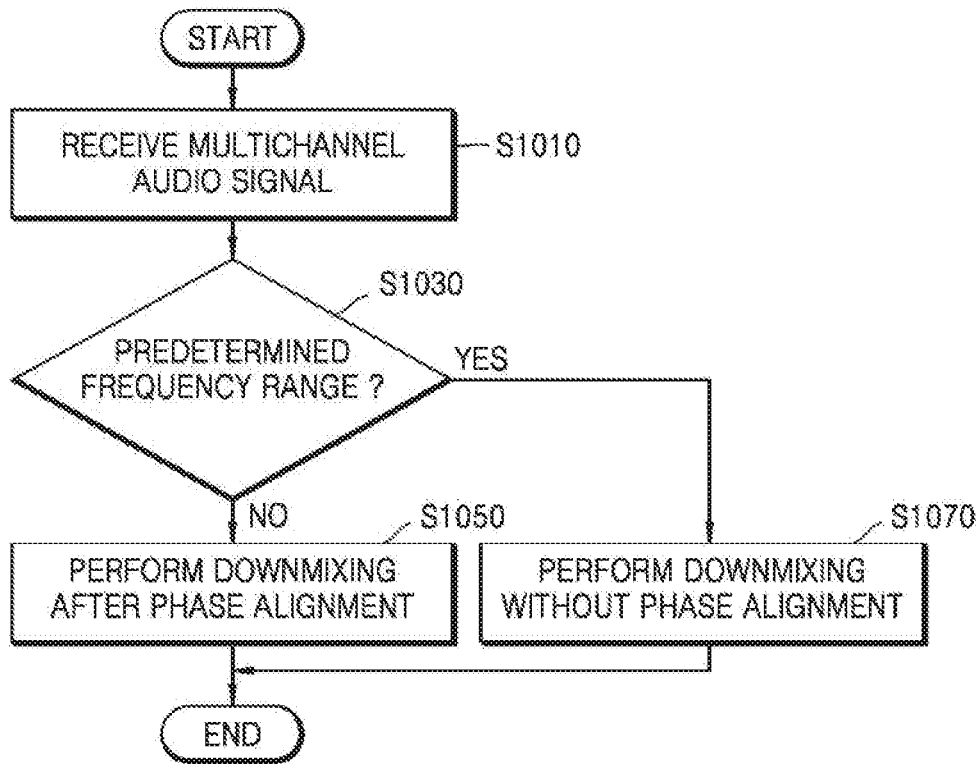 START
RECEIVE MULTICHANNEL
AUDIO SIGNAL
S1010
S1030
PREDETERMINED
FREQUENCY RANGE ?
YES
NO
S1050
S1070
PERFORM DOWNMIXING
AFTER PHASE ALIGNMENT
PERFORM DOWNMIXING
WITHOUT PHASE ALIGNMENT
END